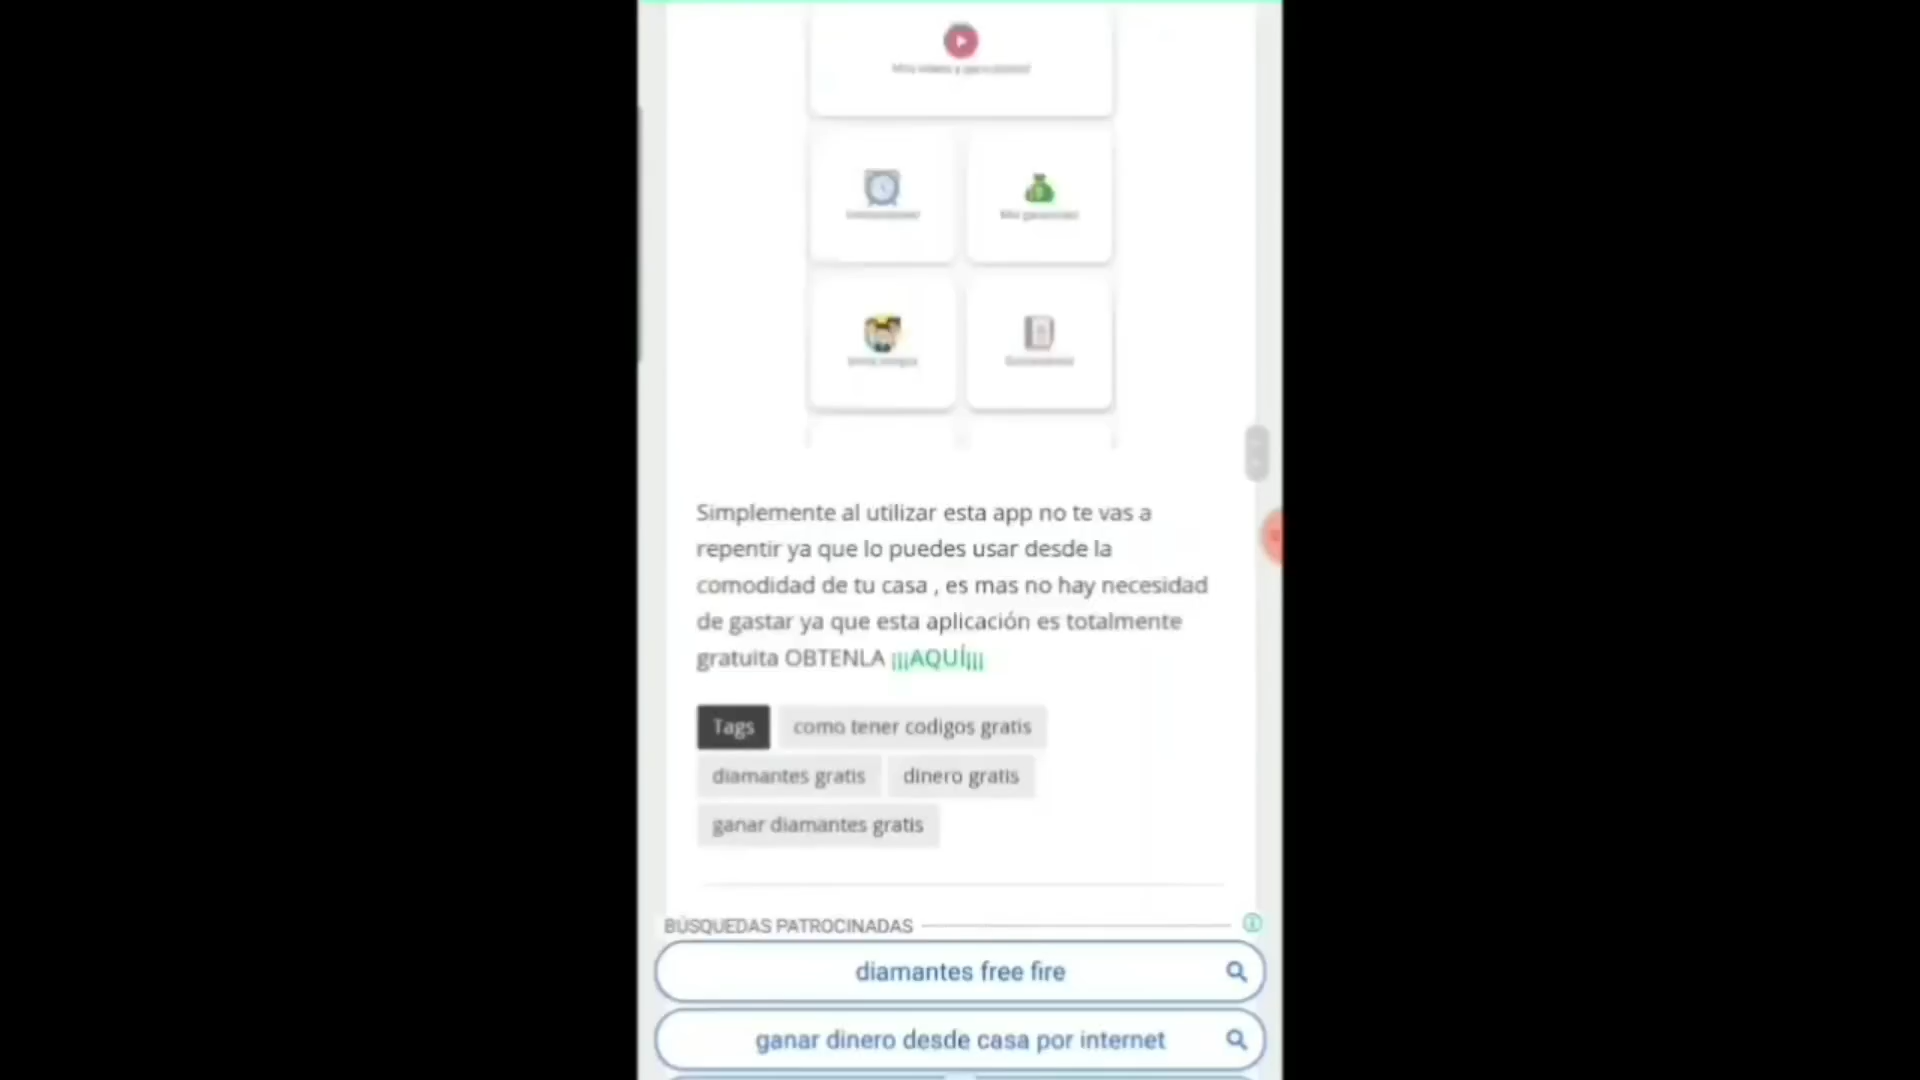 Simplemente al utilizar esta app no te vas a
repentir ya que lo puedes usar desde la
comodidad de tu casa , es mas no hay necesidad
de gastar ya que esta aplicación es totalmente
gratuita OBTENLA ¡¡¡AQUÍ¡¡¡
Tags como tener codigos gratis
diamantes gratis dinero gratis
ganar diamantes gratis
BÚSQUEDAS PATROCINADAS
diamantes free fire
ganar dinero desde casa por internet